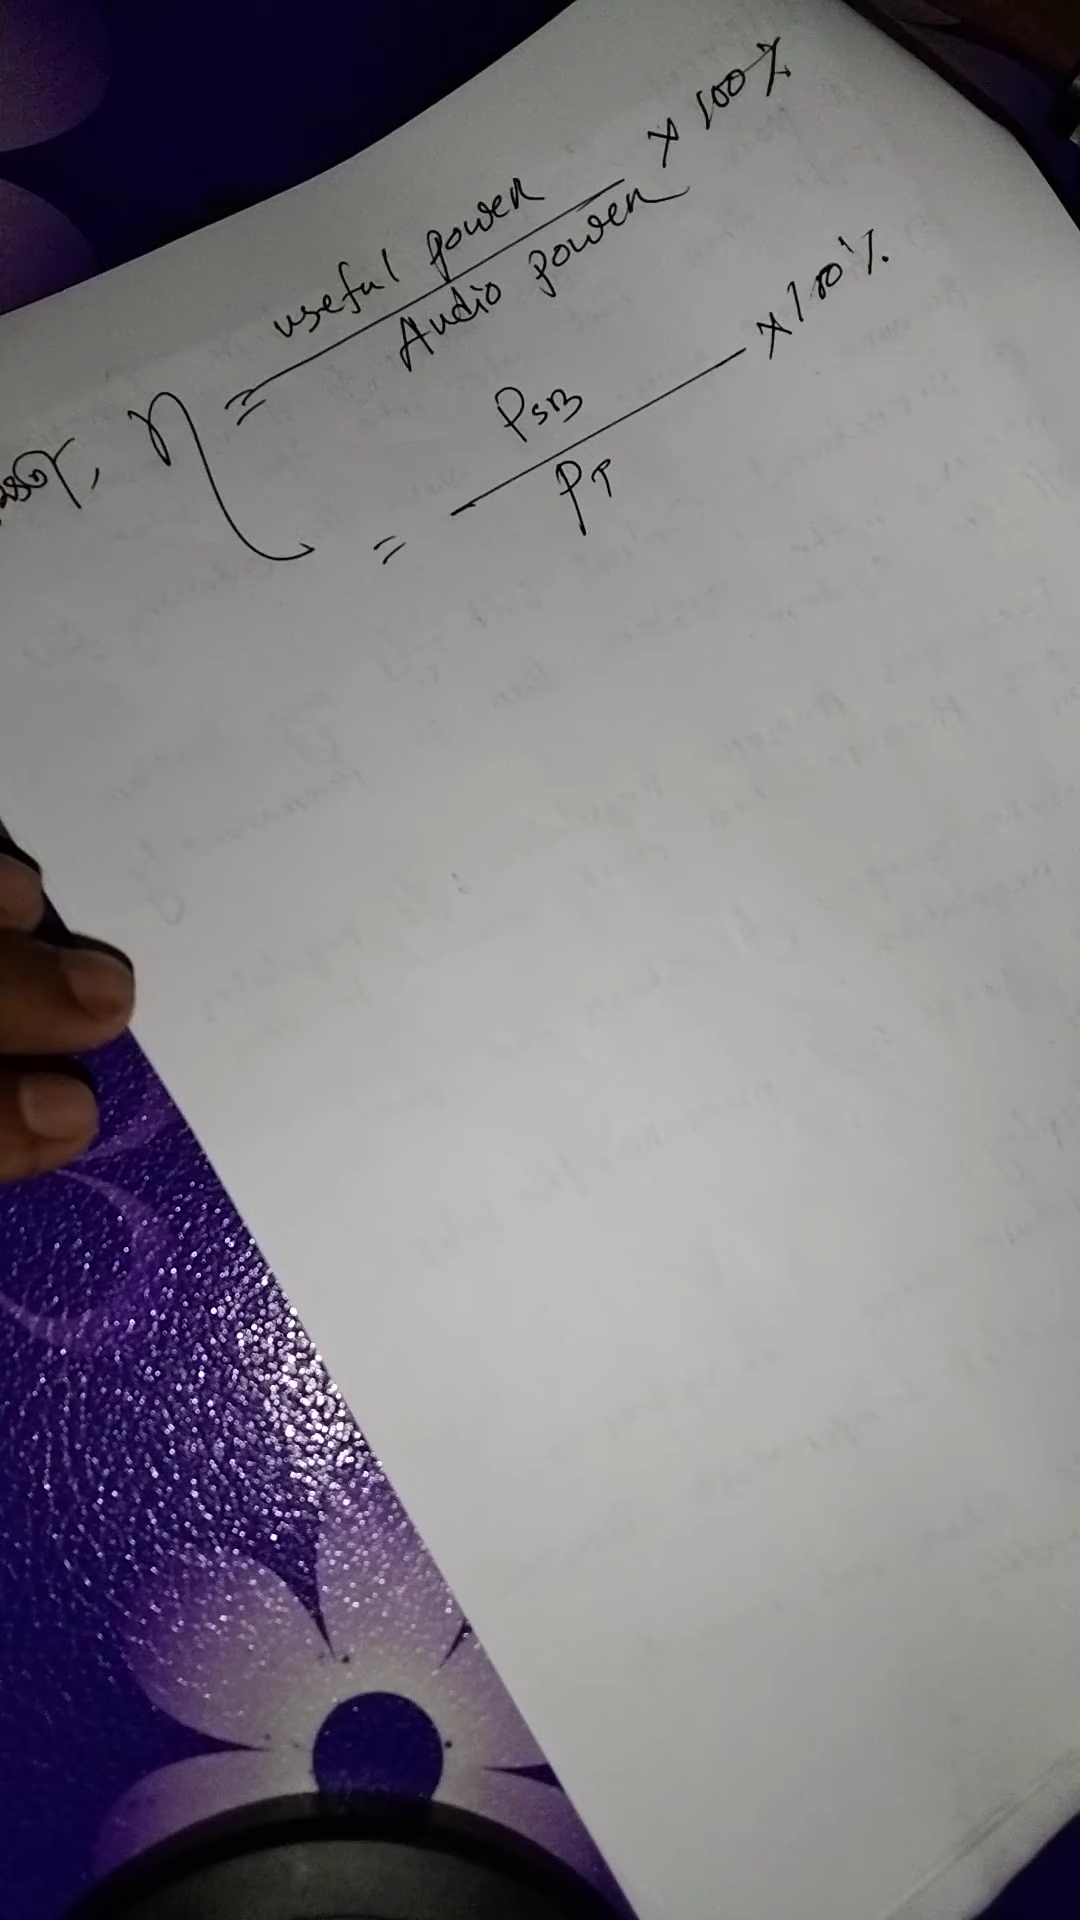 η = useful power / Audio power × 100%
= PSB / PT × 100%